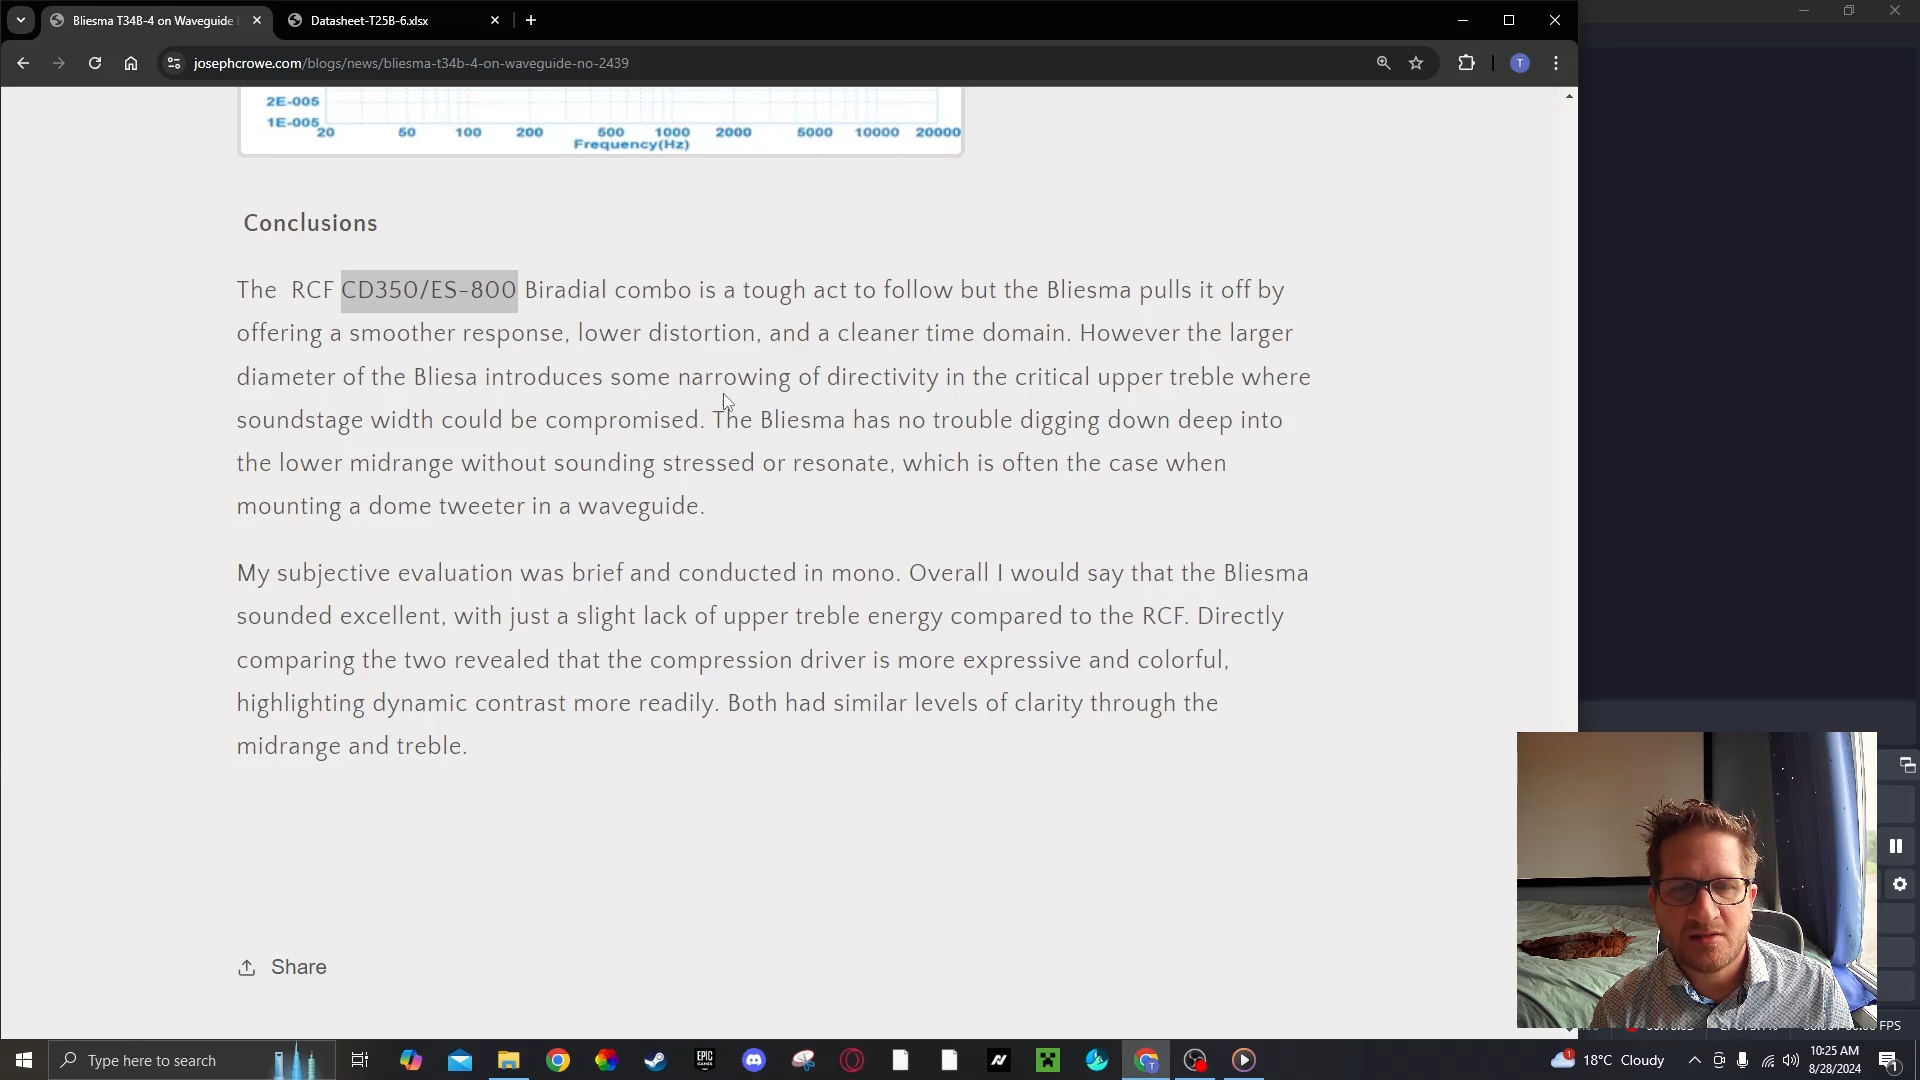 Bliesma T34B-4 on Waveguide
Datasheet-T25B-6.xlsx
josephcrowe.com/blogs/news/bliesma-t34b-4-on-waveguide-no-2439
T
2E-005
1E-005
20 50 100 200 500 1000 2000 5000 10000 20000
Frequency(Hz)
Conclusions
The RCF CD350/ES-800 Biradial combo is a tough act to follow but the Bliesma pulls it off by
offering a smoother response, lower distortion, and a cleaner time domain. However the larger
diameter of the Bliesa introduces some narrowing of directivity in the critical upper treble where
soundstage width could be compromised. The Bliesma has no trouble digging down deep into
the lower midrange without sounding stressed or resonate, which is often the case when
mounting a dome tweeter in a waveguide.
My subjective evaluation was brief and conducted in mono. Overall I would say that the Bliesma
sounded excellent, with just a slight lack of upper treble energy compared to the RCF. Directly
comparing the two revealed that the compression driver is more expressive and colorful,
highlighting dynamic contrast more readily. Both had similar levels of clarity through the
midrange and treble.
Share
FPS
Type here to search
EPIC GAMES
T
1
18°C Cloudy
10:25 AM
8/28/2024
1